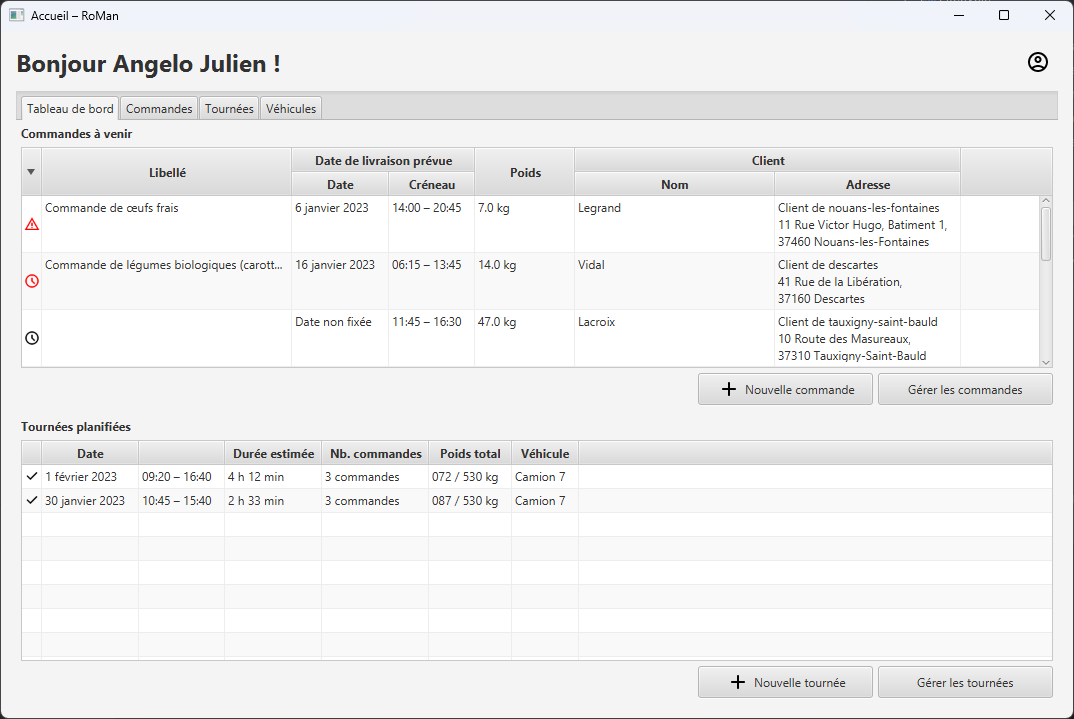 Accueil – RoMan
Bonjour Angelo Julien !
Tableau de bord Commandes Tournées Véhicules
Commandes à venir
Libellé Date de livraison prévue Poids Client
Date Créneau Nom Adresse
Commande de œufs frais 6 janvier 2023 14:00 – 20:45 7.0 kg Legrand Client de nouans-les-fontaines
11 Rue Victor Hugo, Batiment 1,
37460 Nouans-les-Fontaines
Commande de légumes biologiques (carott... 16 janvier 2023 06:15 – 13:45 14.0 kg Vidal Client de descartes
41 Rue de la Libération,
37160 Descartes
Date non fixée 11:45 – 16:30 47.0 kg Lacroix Client de tauxigny-saint-bauld
10 Route des Masureaux,
37310 Tauxigny-Saint-Bauld
Nouvelle commande Gérer les commandes
Tournées planifiées
Date Durée estimée Nb. commandes Poids total Véhicule
1 février 2023 09:20 – 16:40 4 h 12 min 3 commandes 072 / 530 kg Camion 7
30 janvier 2023 10:45 – 15:40 2 h 33 min 3 commandes 087 / 530 kg Camion 7
Nouvelle tournée Gérer les tournées